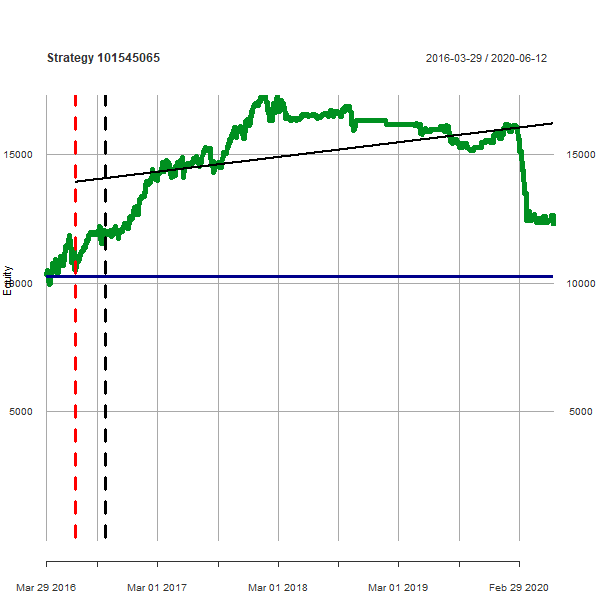 Strategy 101545065
2016-03-29 / 2020-06-12
15000
15000
Equity
10000
10000
5000
5000
Mar 29 2016
Mar 01 2017
Mar 01 2018
Mar 01 2019
Feb 29 2020